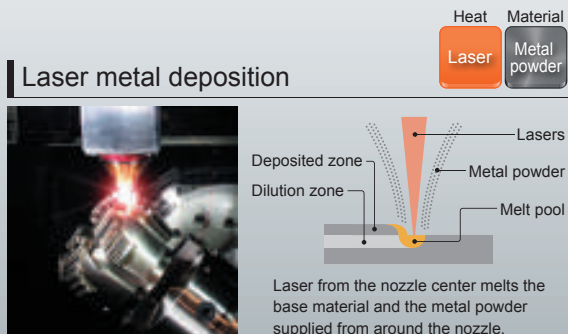 Heat Material
Laser
Metal
powder
Laser metal deposition
Lasers
Deposited zone
Metal powder
Dilution zone
Melt pool
Laser from the nozzle center melts the
base material and the metal powder
supplied from around the nozzle.